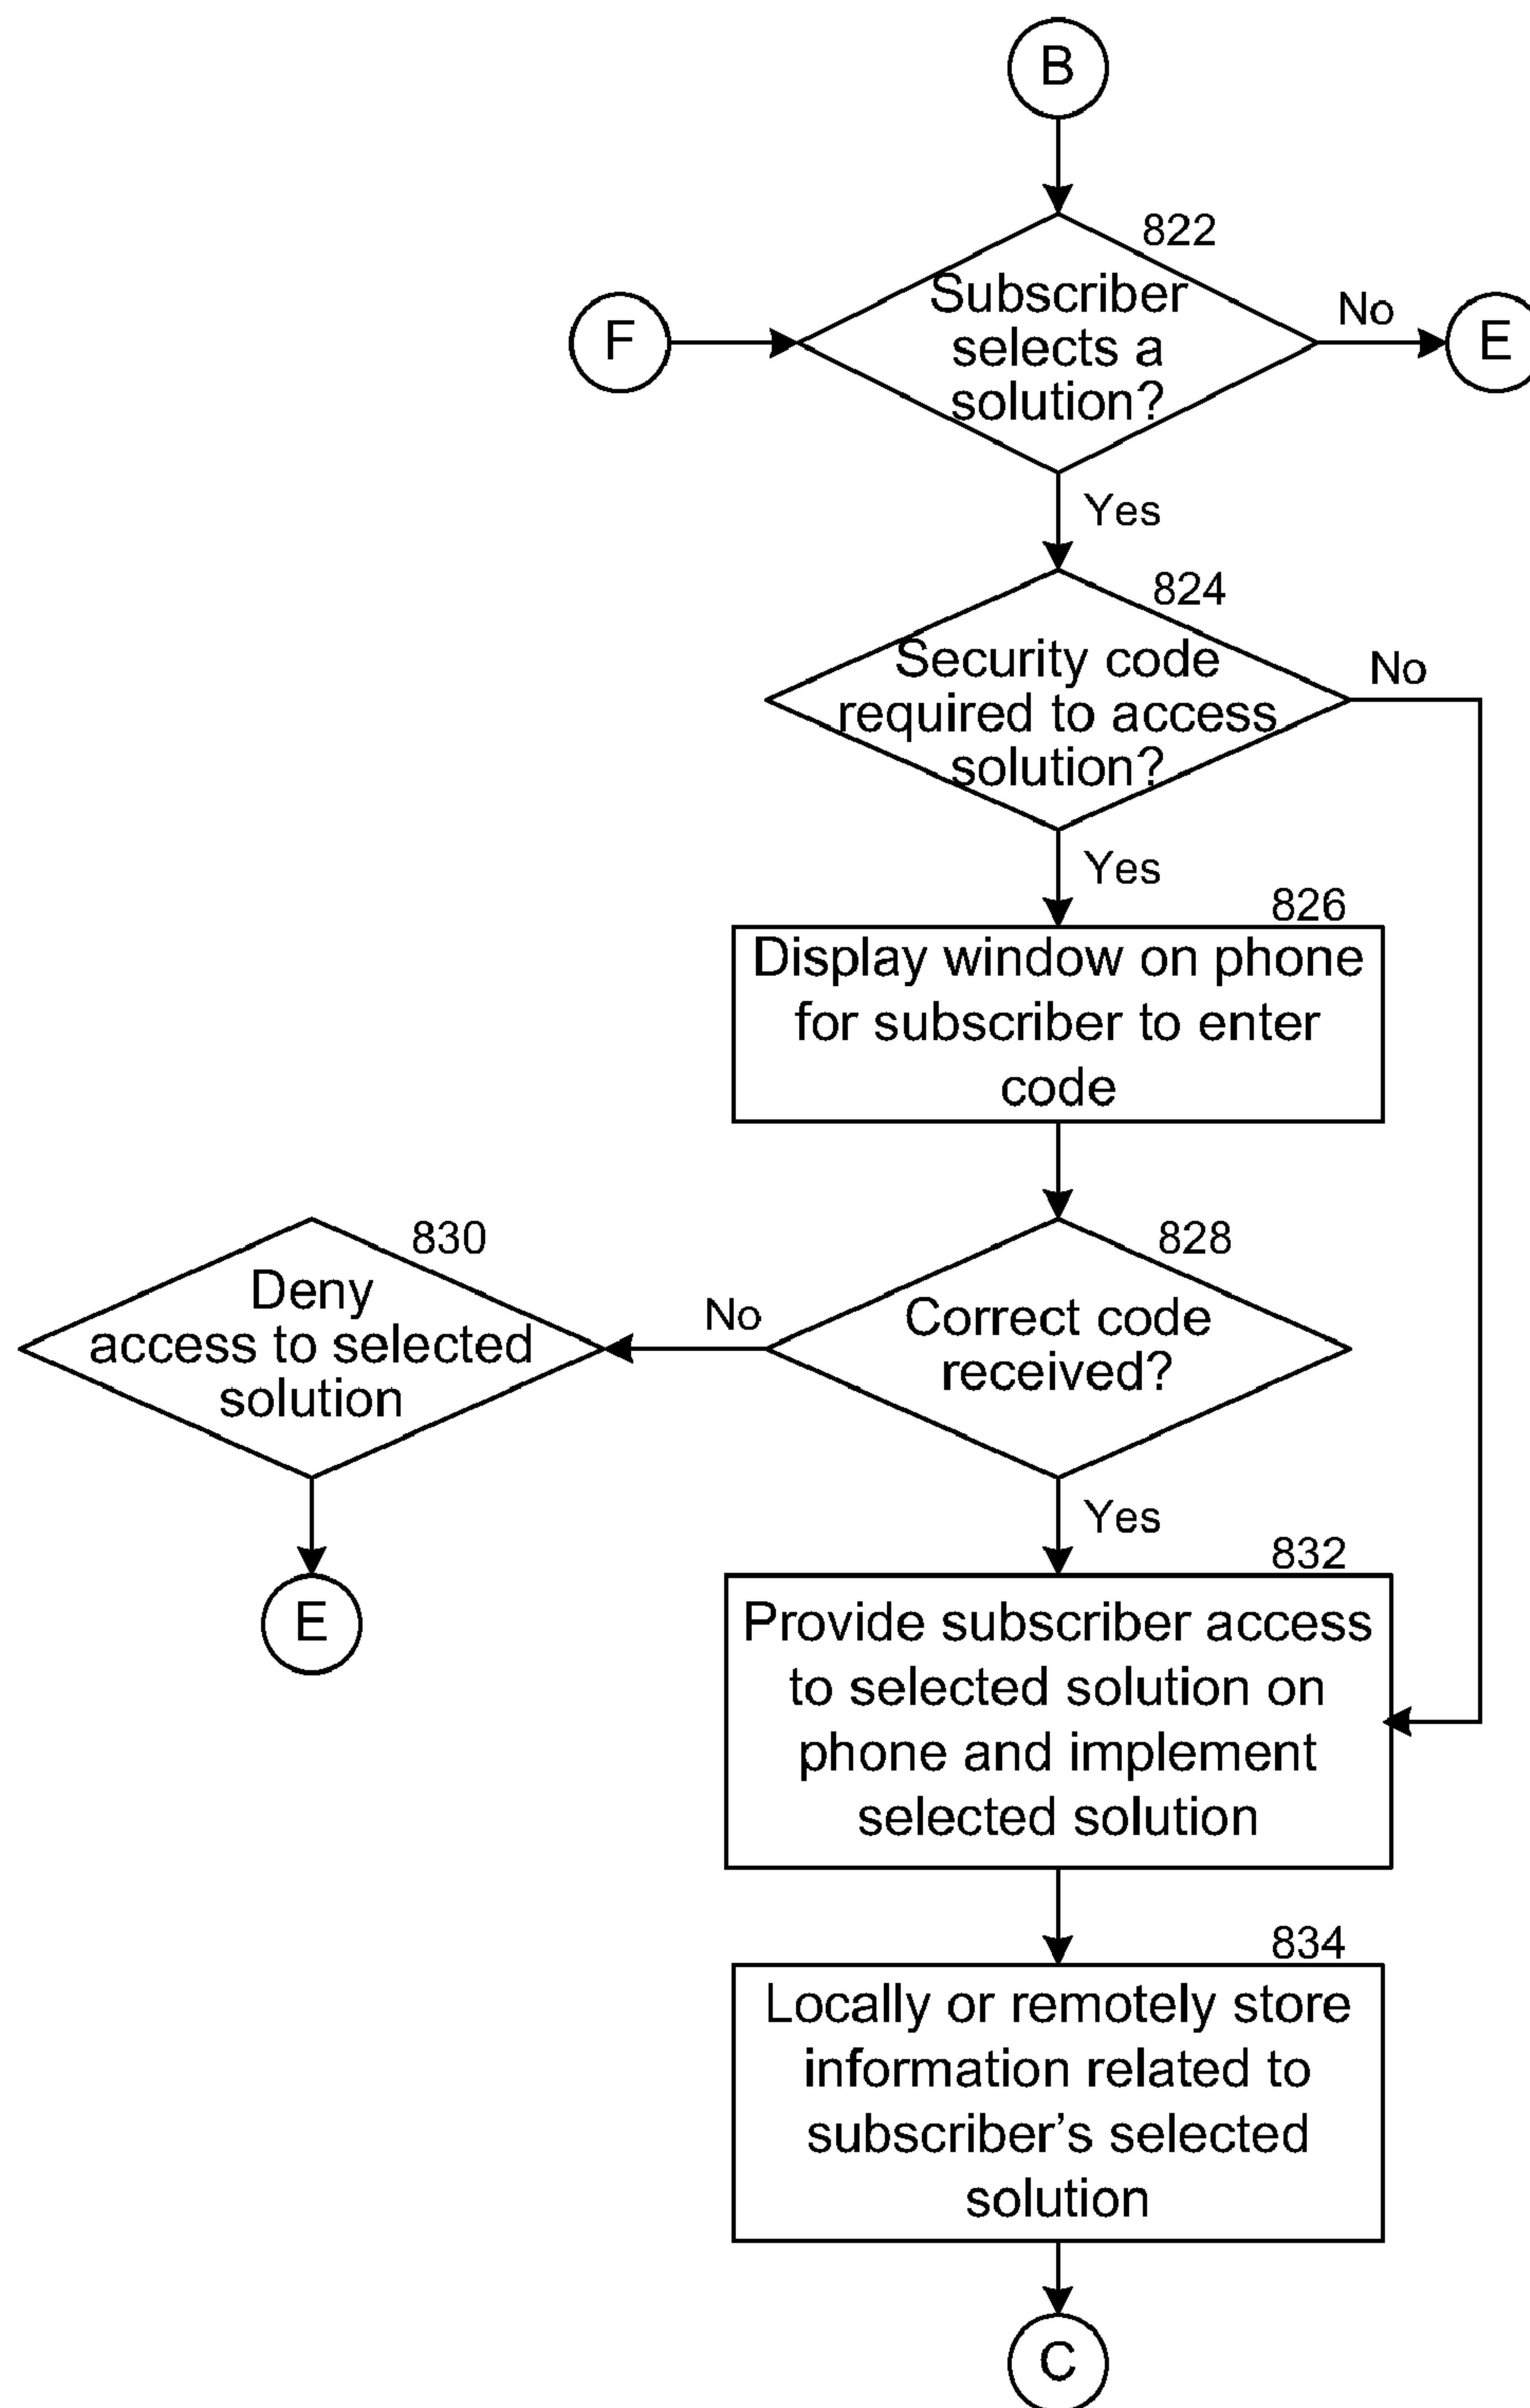 B
822
Subscriber
selects a
solution?
F
No
E
Yes
824
Security code
required to access
solution?
No
Yes
826
Display window on phone
for subscriber to enter
code
830
Deny
access to selected
solution
No
828
Correct code
received?
Yes
E
832
Provide subscriber access
to selected solution on
phone and implement
selected solution
834
Locally or remotely store
information related to
subscriber’s selected
solution
C